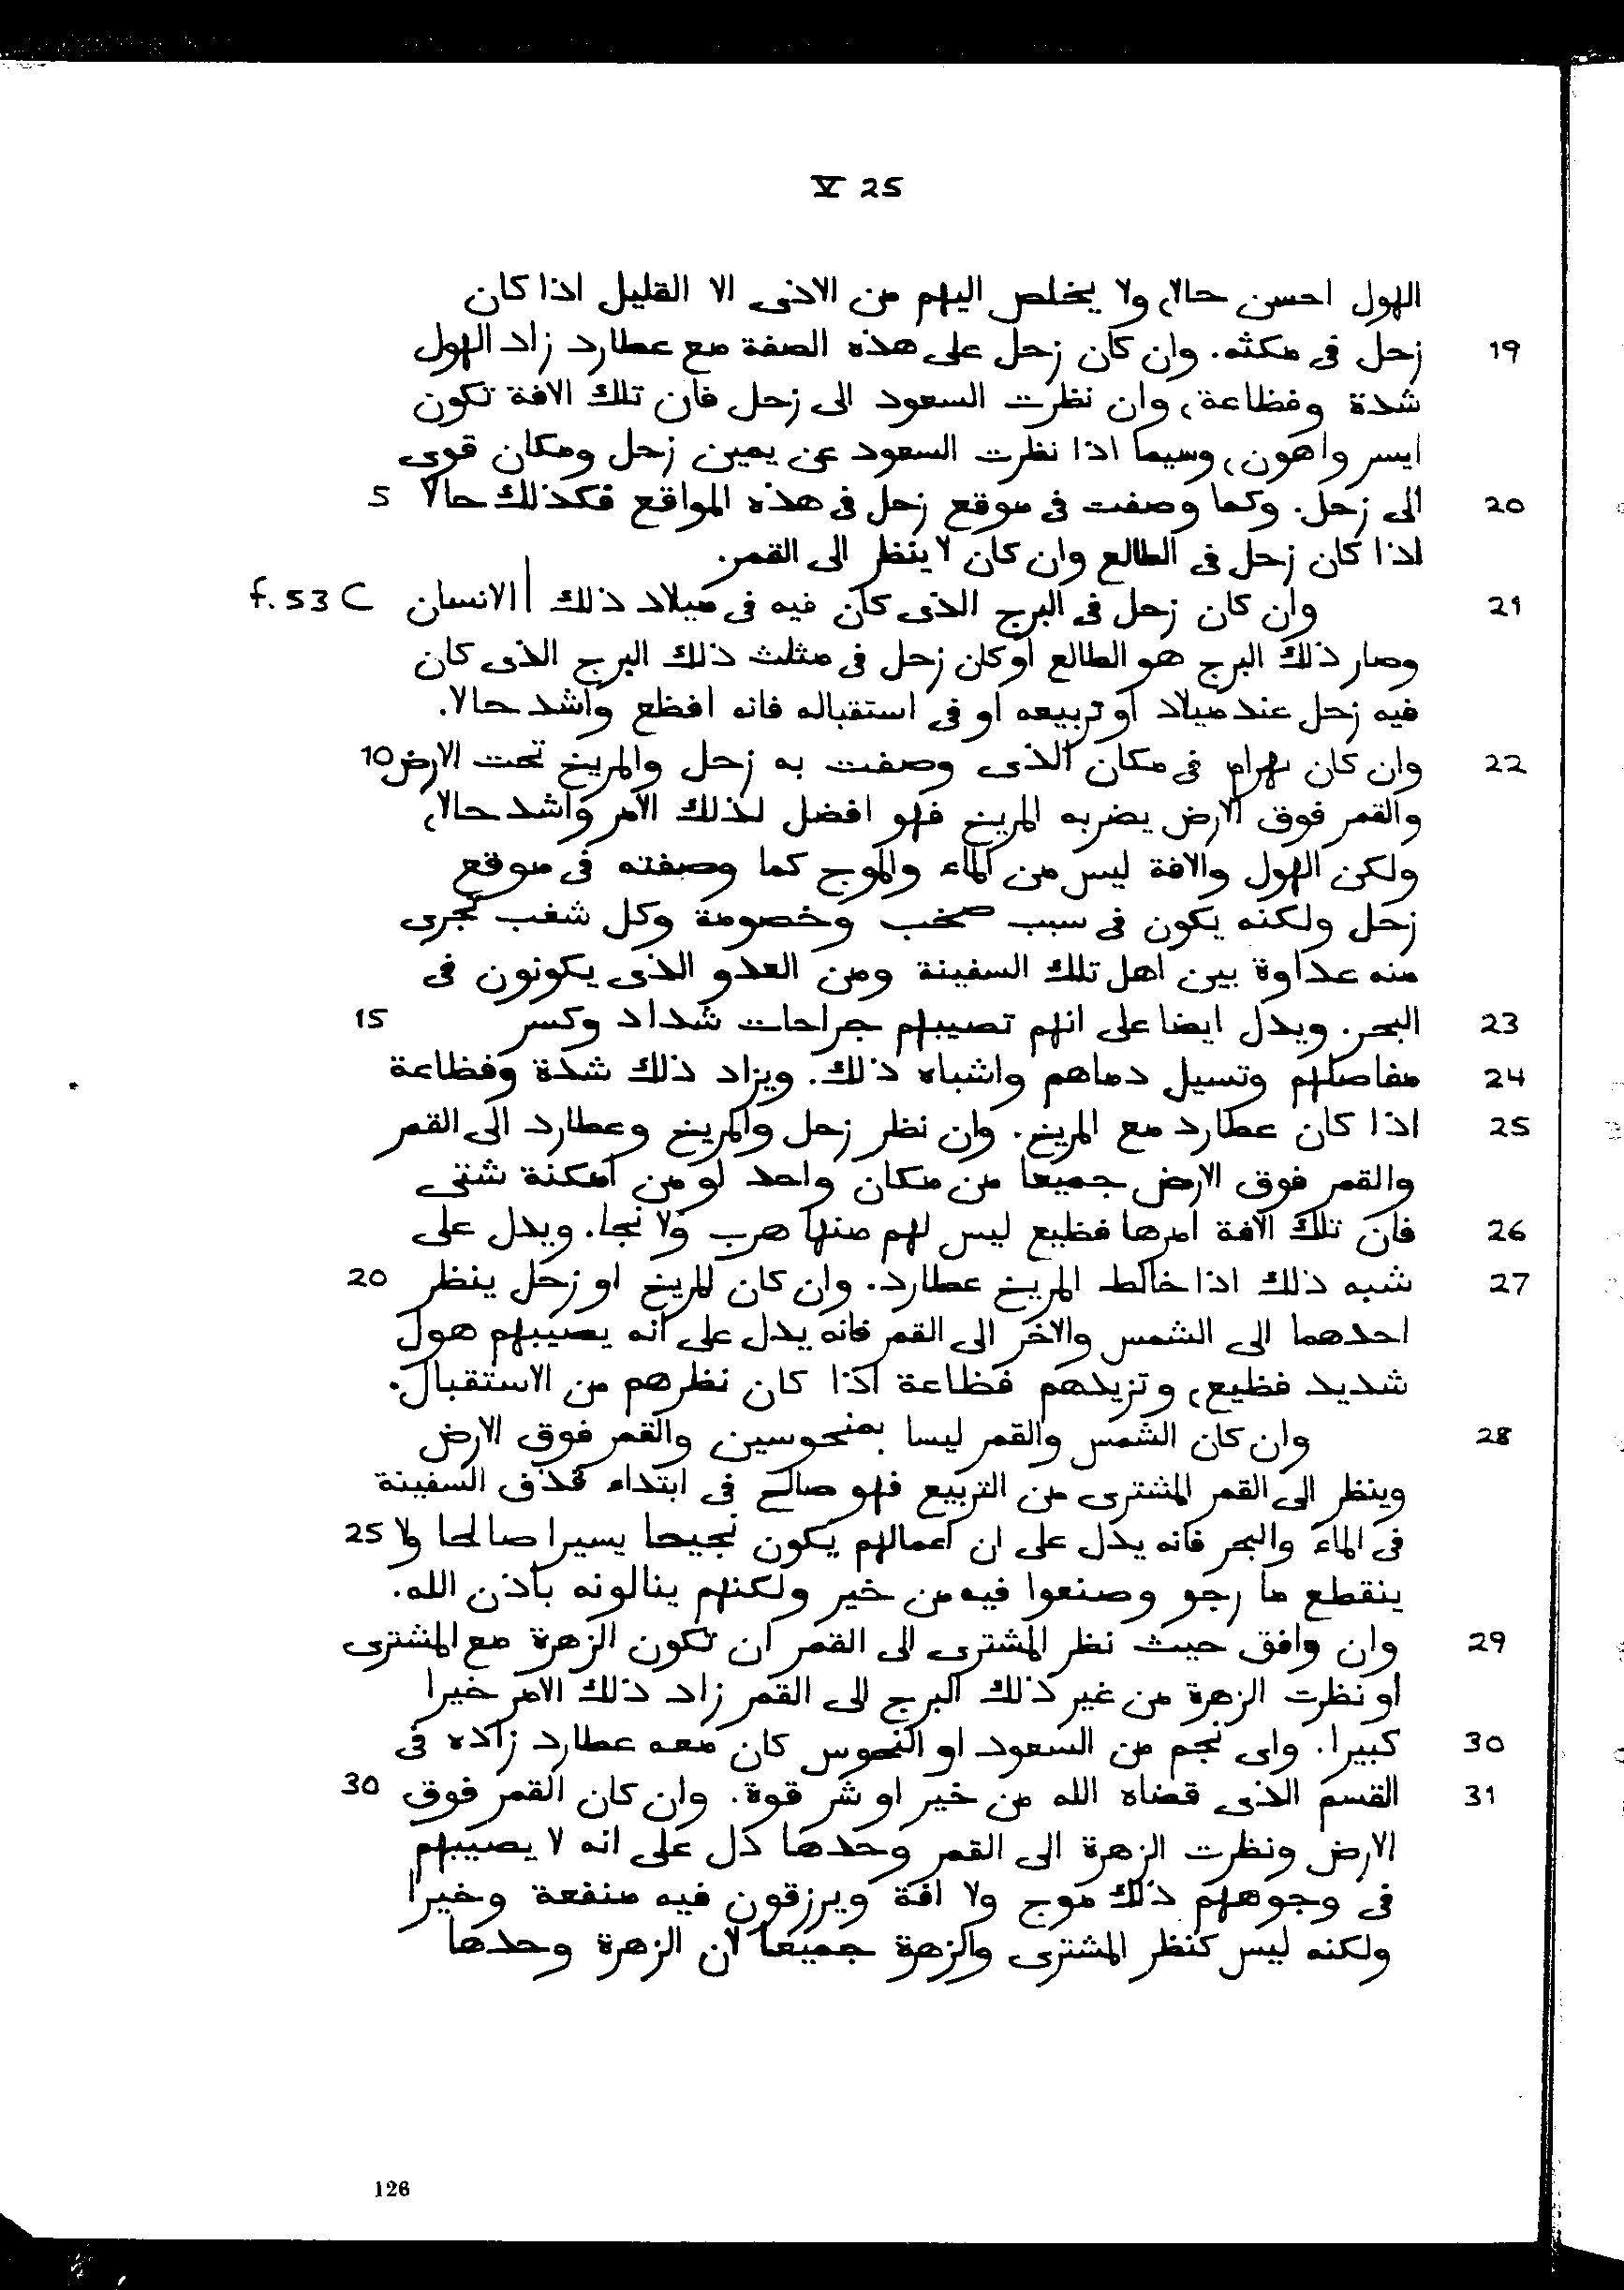 V 25
الهول احسن حالا، ولا يخلص اليهم من الاذى الا القليل اذا كان
19 زحل فى مكثه. وان كان زحل على هذه الصفة مع عطارد زاد الهول
شدة وفظاعة، وان نظرت السعود الى زحل فان تلك الافة تكون
ايسر واهون، وسيما اذا نظرت السعود عن يمين زحل ومكان قوى
20 الى زحل. وكما وصفت فى موقع زحل فى هذه المواقع فكذلك حالا 5
اذا كان زحل فى الطالع وان كان لا ينظر الى القمر.
21 وان كان زحل فى البرج الذى كان فيه فى ميلاد ذلك | الانسان f. 53 C
وصار ذلك البرج هو الطالع او كان زحل فى مثلث ذلك البرج الذى كان
فيه زحل عند ميلاد او تربيعه او فى استقباله فانه افظع واشد حالا.
22 وان كان بهرام فى مكان الذى وصفت به زحل والمريخ تحت الارض 10
والقمر فوق الارض يضربه المريخ فهو افضل لذلك الامر واشد حالا،
ولكن الهول والافة ليس من الماء والموج كما وصفته فى موقع
زحل ولكنه يكون فى سبب صخب وخصومة وكل شغب تجرى
منه عداوة بين اهل تلك السفينة ومن العدو الذى يكونون فى
23 البحر. ويدل ايضا على انهم تصيبهم جراحات شداد وكسر 15
24 مفاصلهم وتسيل دماهم واشباه ذلك. ويزاد ذلك شدة وفظاعة
25 اذا كان عطارد مع المريخ. وان نظر زحل والمريخ وعطارد الى القمر
والقمر فوق الارض جميعا من مكان واحد او من امكنة شتى
26 فان تلك الافة امرها فظيع ليس لهم منها هرب ولا نجا. ويدل على
27 شبه ذلك اذا خالط المريخ عطارد. وان كان المريخ او زحل ينظر 20
احدهما الى الشمس والاخر الى القمر فانه يدل على انه يصيبهم هول
شديد فظيع، وتزيدهم فظاعة اذا كان نظرهم من الاستقبال.
28 وان كان الشمس والقمر ليسا بمنحوسين والقمر فوق الارض
وينظر الى القمر المشترى من التربيع فهو صالح فى ابتداء قذف السفينة
فى الماء والبحر فانه يدل على ان اعمالهم يكون نجيحا يسيرا صالحا ولا 25
ينقطع ما رجو وصنعوا فيه من خير ولكنهم ينالونه باذن الله.
29 وان وافق حيث نظر المشترى الى القمر ان تكون الزهرة مع المشترى
او نظرت الزهرة من غير ذلك البرج الى القمر زاد ذلك الامر خيرا
30 كبيرا. واى نجم من السعود او النحوس كان معه عطارد زاده فى
31 القسم الذى قضاه الله من خير او شر قوة. وان كان القمر فوق 30
الارض ونظرت الزهرة الى القمر وحدها دل على انه لا يصيبهم
فى وجوههم ذلك موج ولا افة ويرزقون فيه منفعة وخيرا
ولكنه ليس كنظر المشترى والزهرة جميعا لان الزهرة وحدها
126